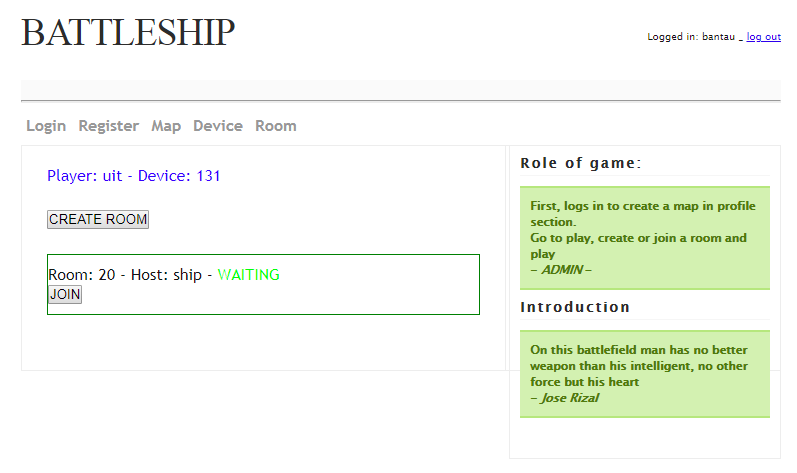 BATTLESHIP
Logged in: bantau _ log out
Login Register Map Device Room
Player: uit - Device: 131
CREATE ROOM
Room: 20 - Host: ship - WAITING
JOIN
Role of game:
First, logs in to create a map in profile
section.
Go to play, create or join a room and
play
– ADMIN –
Introduction
On this battlefield man has no better
weapon than his intelligent, no other
force but his heart
– Jose Rizal